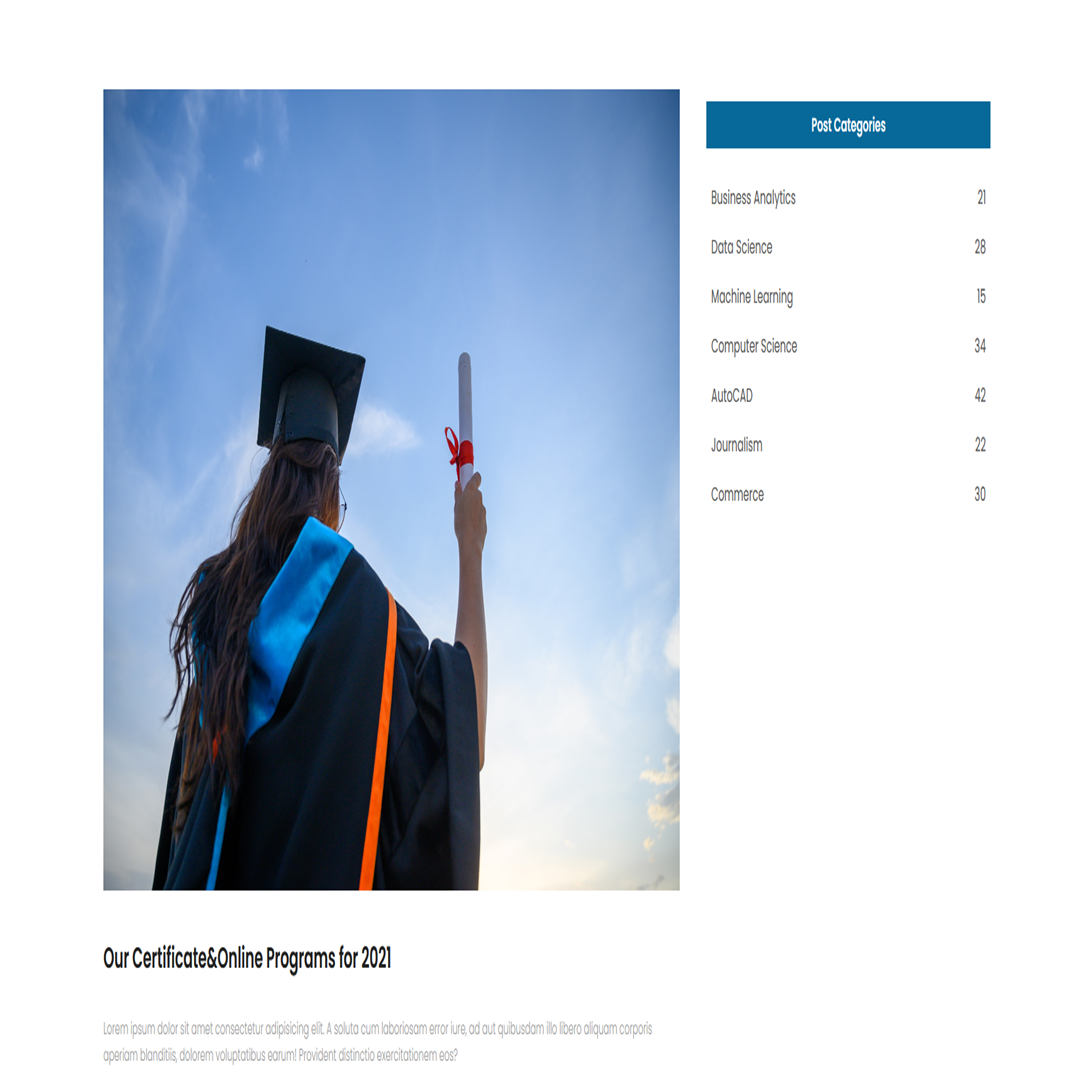 Post Categories
Business Analytics 21
Data Science 28
Machine Learning 15
Computer Science 34
AutoCAD 42
Journalism 22
Commerce 30
Our Certificate&Online Programs for 2021
Lorem ipsum dolor sit amet consectetur adipisicing elit. A soluta cum laboriosam error iure, ad aut quibusdam illo libero aliquam corporis
aperiam blanditiis, dolorem voluptatibus earum! Provident distinctio exercitationem eos?